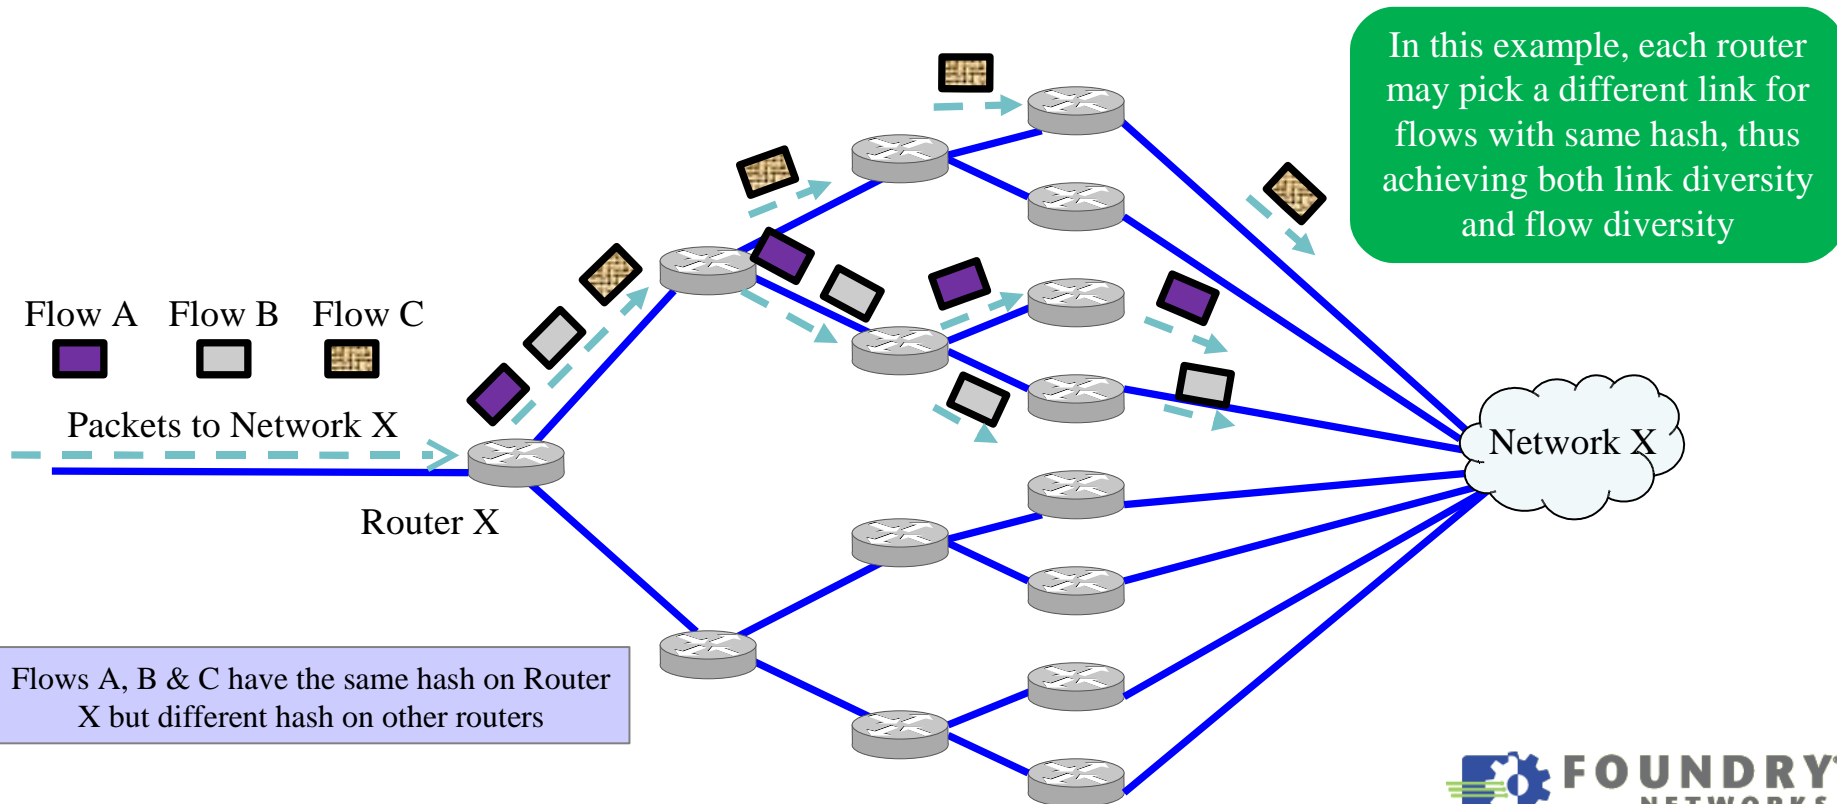 In this example, each router
may pick a different link for
flows with same hash, thus
achieving both link diversity
and flow diversity
Flow A Flow B Flow C
Packets to Network X
Router X
Network X
Flows A, B & C have the same hash on Router
X but different hash on other routers
FOUNDRY
NETWORKS